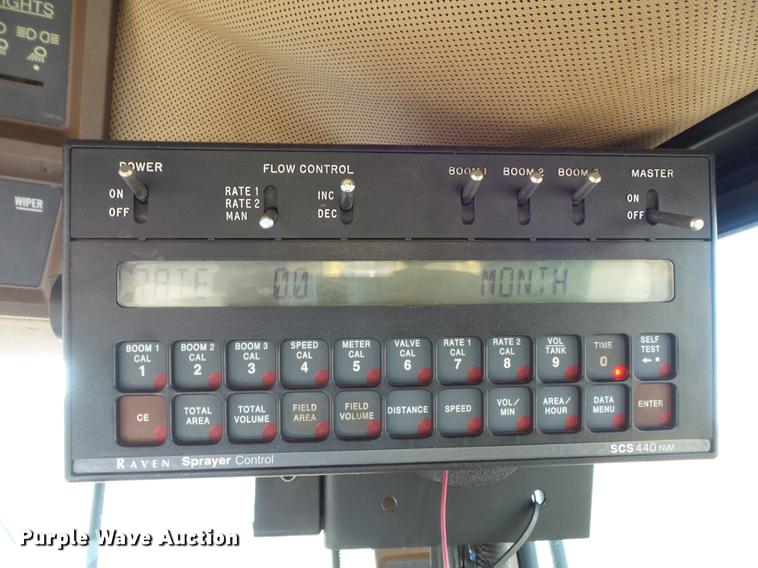 LIGHTS
WIPER
POWER
ON
OFF
FLOW CONTROL
RATE 1
RATE 2
MAN
INC
DEC
BOOM 1
BOOM 2
BOOM 3
MASTER
ON
OFF
RATE 0.0 MONTH
BOOM 1
CAL
1
BOOM 2
CAL
2
BOOM 3
CAL
3
SPEED
CAL
4
METER
CAL
5
VALVE
CAL
6
RATE 1
CAL
7
RATE 2
CAL
8
VOL
TANK
9
TIME
0
SELF
TEST
CE
TOTAL
AREA
TOTAL
VOLUME
FIELD
AREA
FIELD
VOLUME
DISTANCE
SPEED
VOL/
MIN
AREA/
HOUR
DATA
MENU
ENTER
RAVEN Sprayer Control
SCS 440 NVM
Purple Wave Auction